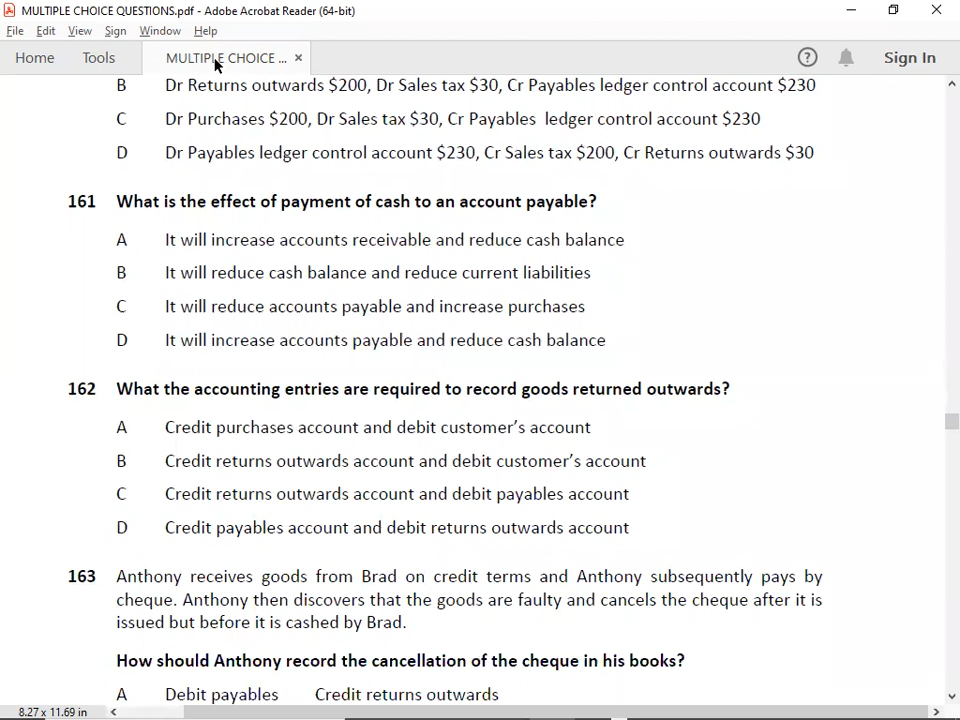 MULTIPLE CHOICE QUESTIONS.pdf - Adobe Acrobat Reader (64-bit)
File Edit View Sign Window Help
Home Tools MULTIPLE CHOICE ... × Sign In
B Dr Returns outwards $200, Dr Sales tax $30, Cr Payables ledger control account $230
C Dr Purchases $200, Dr Sales tax $30, Cr Payables ledger control account $230
D Dr Payables ledger control account $230, Cr Sales tax $200, Cr Returns outwards $30
161 What is the effect of payment of cash to an account payable?
A It will increase accounts receivable and reduce cash balance
B It will reduce cash balance and reduce current liabilities
C It will reduce accounts payable and increase purchases
D It will increase accounts payable and reduce cash balance
162 What the accounting entries are required to record goods returned outwards?
A Credit purchases account and debit customer's account
B Credit returns outwards account and debit customer's account
C Credit returns outwards account and debit payables account
D Credit payables account and debit returns outwards account
163 Anthony receives goods from Brad on credit terms and Anthony subsequently pays by
cheque. Anthony then discovers that the goods are faulty and cancels the cheque after it is
issued but before it is cashed by Brad.
How should Anthony record the cancellation of the cheque in his books?
A Debit payables Credit returns outwards
8.27 x 11.69 in